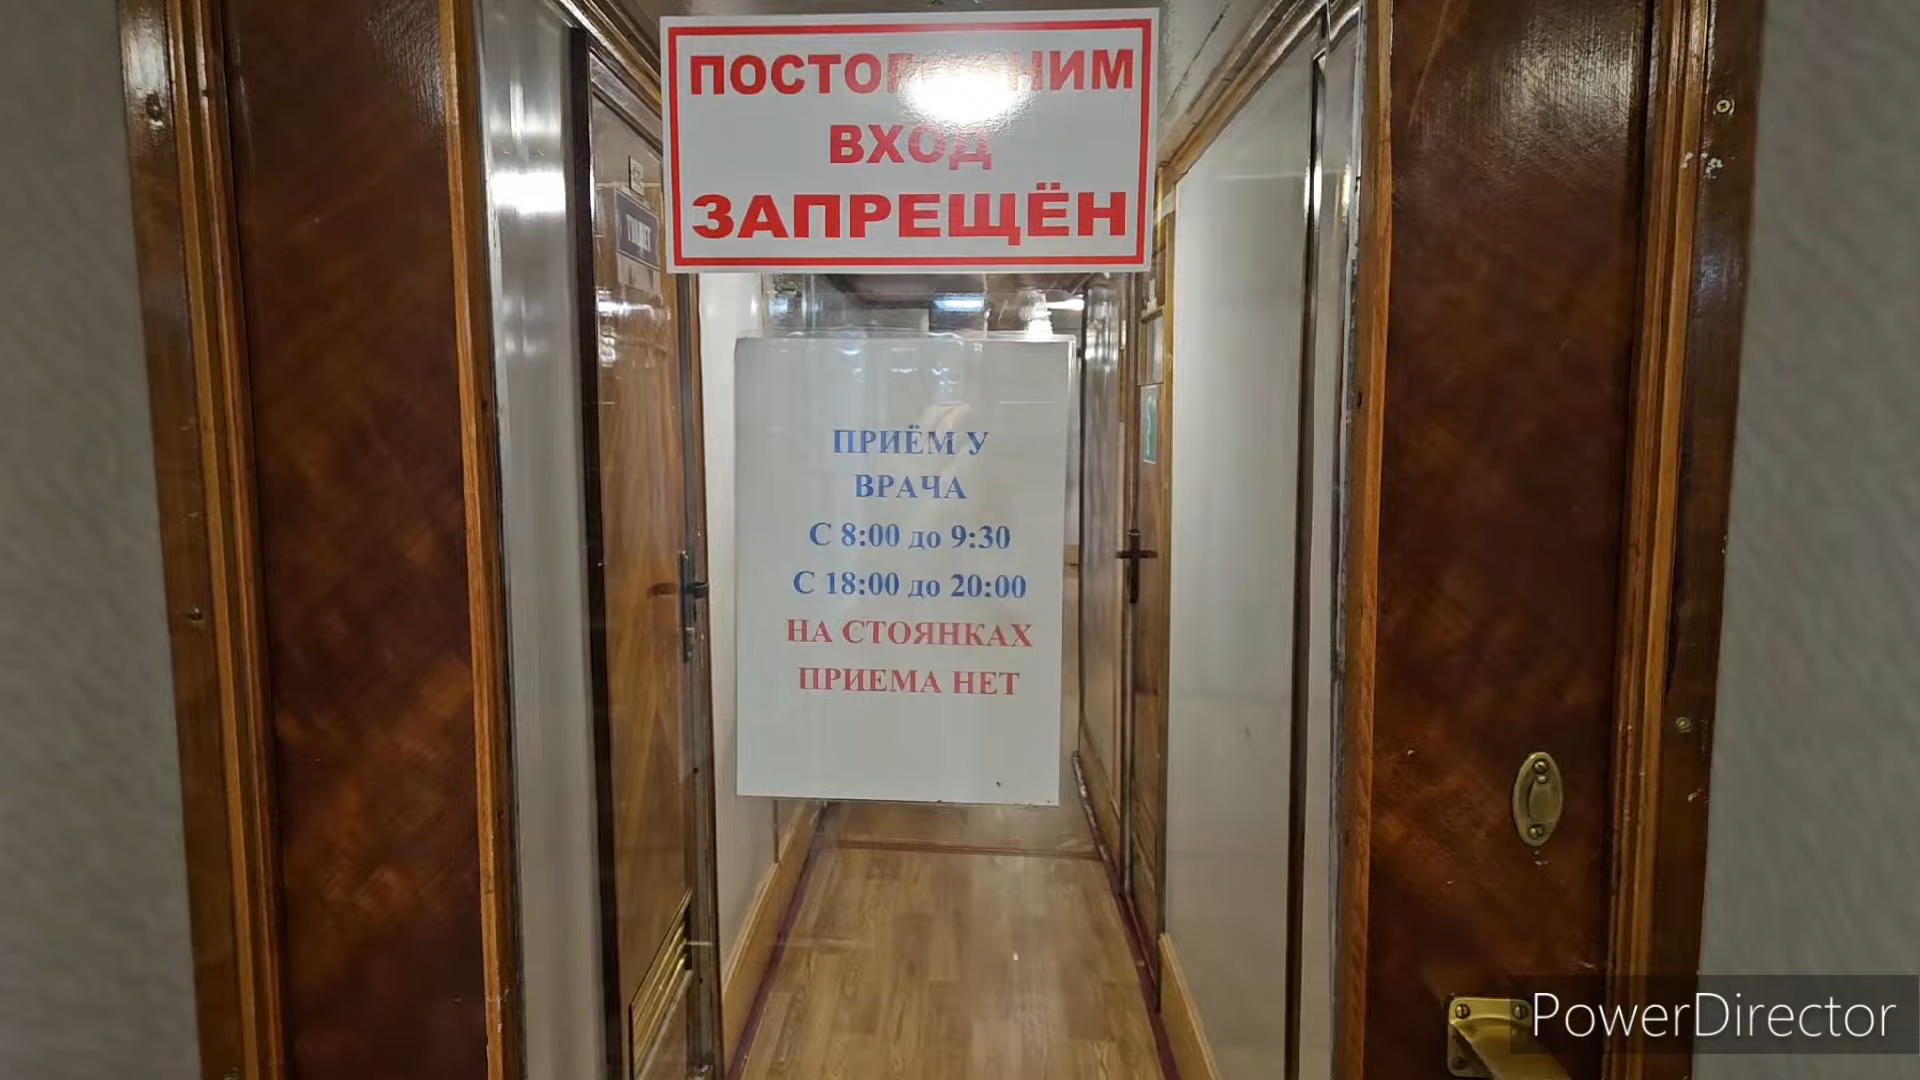 ПОСТОРОННИМ
ВХОД
ЗАПРЕЩЁН
ТУАЛЕТ
ПРИЁМ У
ВРАЧА
С 8:00 до 9:30
С 18:00 до 20:00
НА СТОЯНКАХ
ПРИЕМА НЕТ
PowerDirector